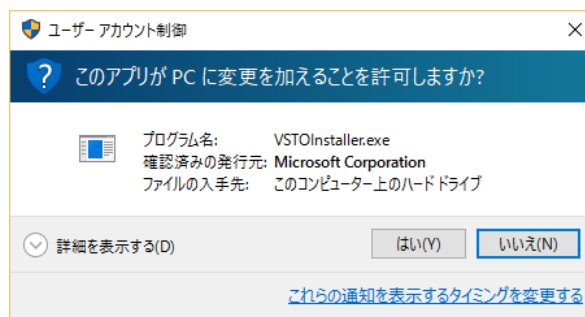 ユーザー アカウント制御
このアプリが PC に変更を加えることを許可しますか?
プログラム名: VSTOInstaller.exe
確認済みの発行元: Microsoft Corporation
ファイルの入手先: このコンピューター上のハード ドライブ
詳細を表示する(D) はい(Y) いいえ(N)
これらの通知を表示するタイミングを変更する